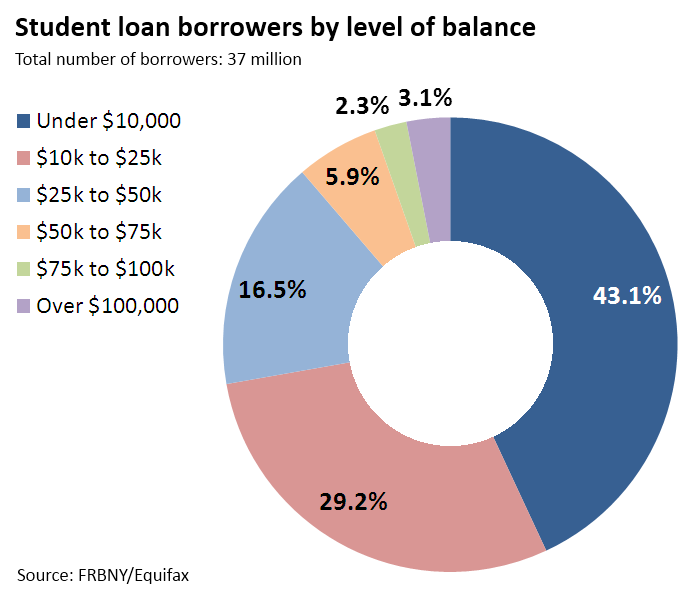 Student loan borrowers by level of balance
Total number of borrowers: 37 million
Under $10,000
$10k to $25k
$25k to $50k
$50k to $75k
$75k to $100k
Over $100,000
2.3%
3.1%
5.9%
16.5%
43.1%
29.2%
Source: FRBNY/Equifax